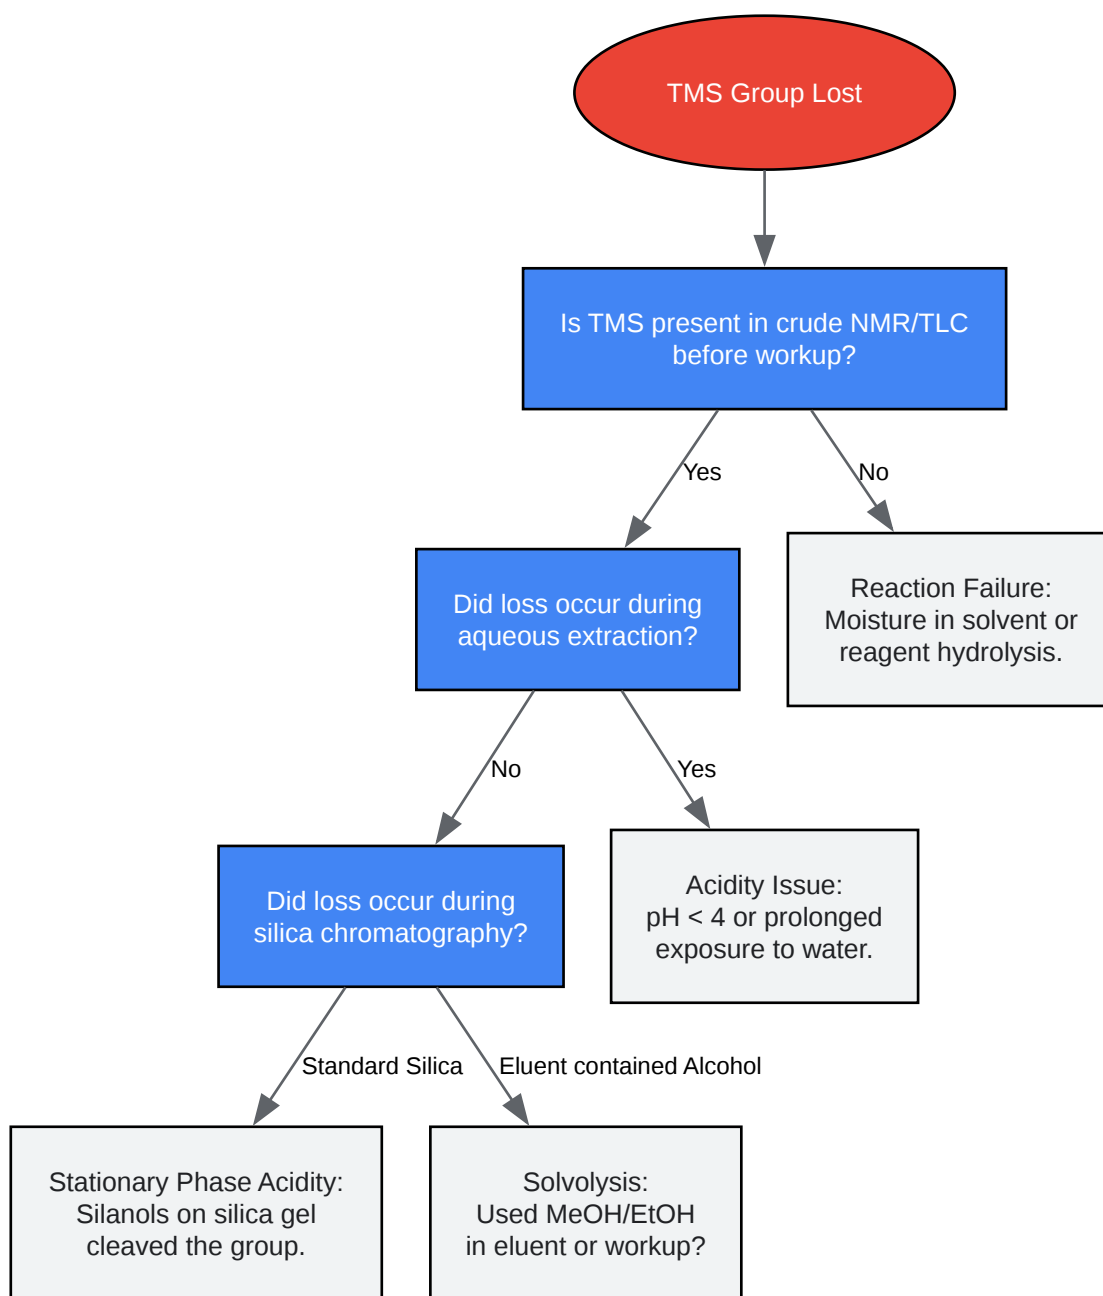 TMS Group Lost
Is TMS present in crude NMR/TLC
before workup?
Yes
No
Did loss occur during
aqueous extraction?
Reaction Failure:
Moisture in solvent or
reagent hydrolysis.
No
Yes
Did loss occur during
silica chromatography?
Acidity Issue:
pH < 4 or prolonged
exposure to water.
Standard Silica
Eluent contained Alcohol
Stationary Phase Acidity:
Silanols on silica gel
cleaved the group.
Solvolysis:
Used MeOH/EtOH
in eluent or workup?